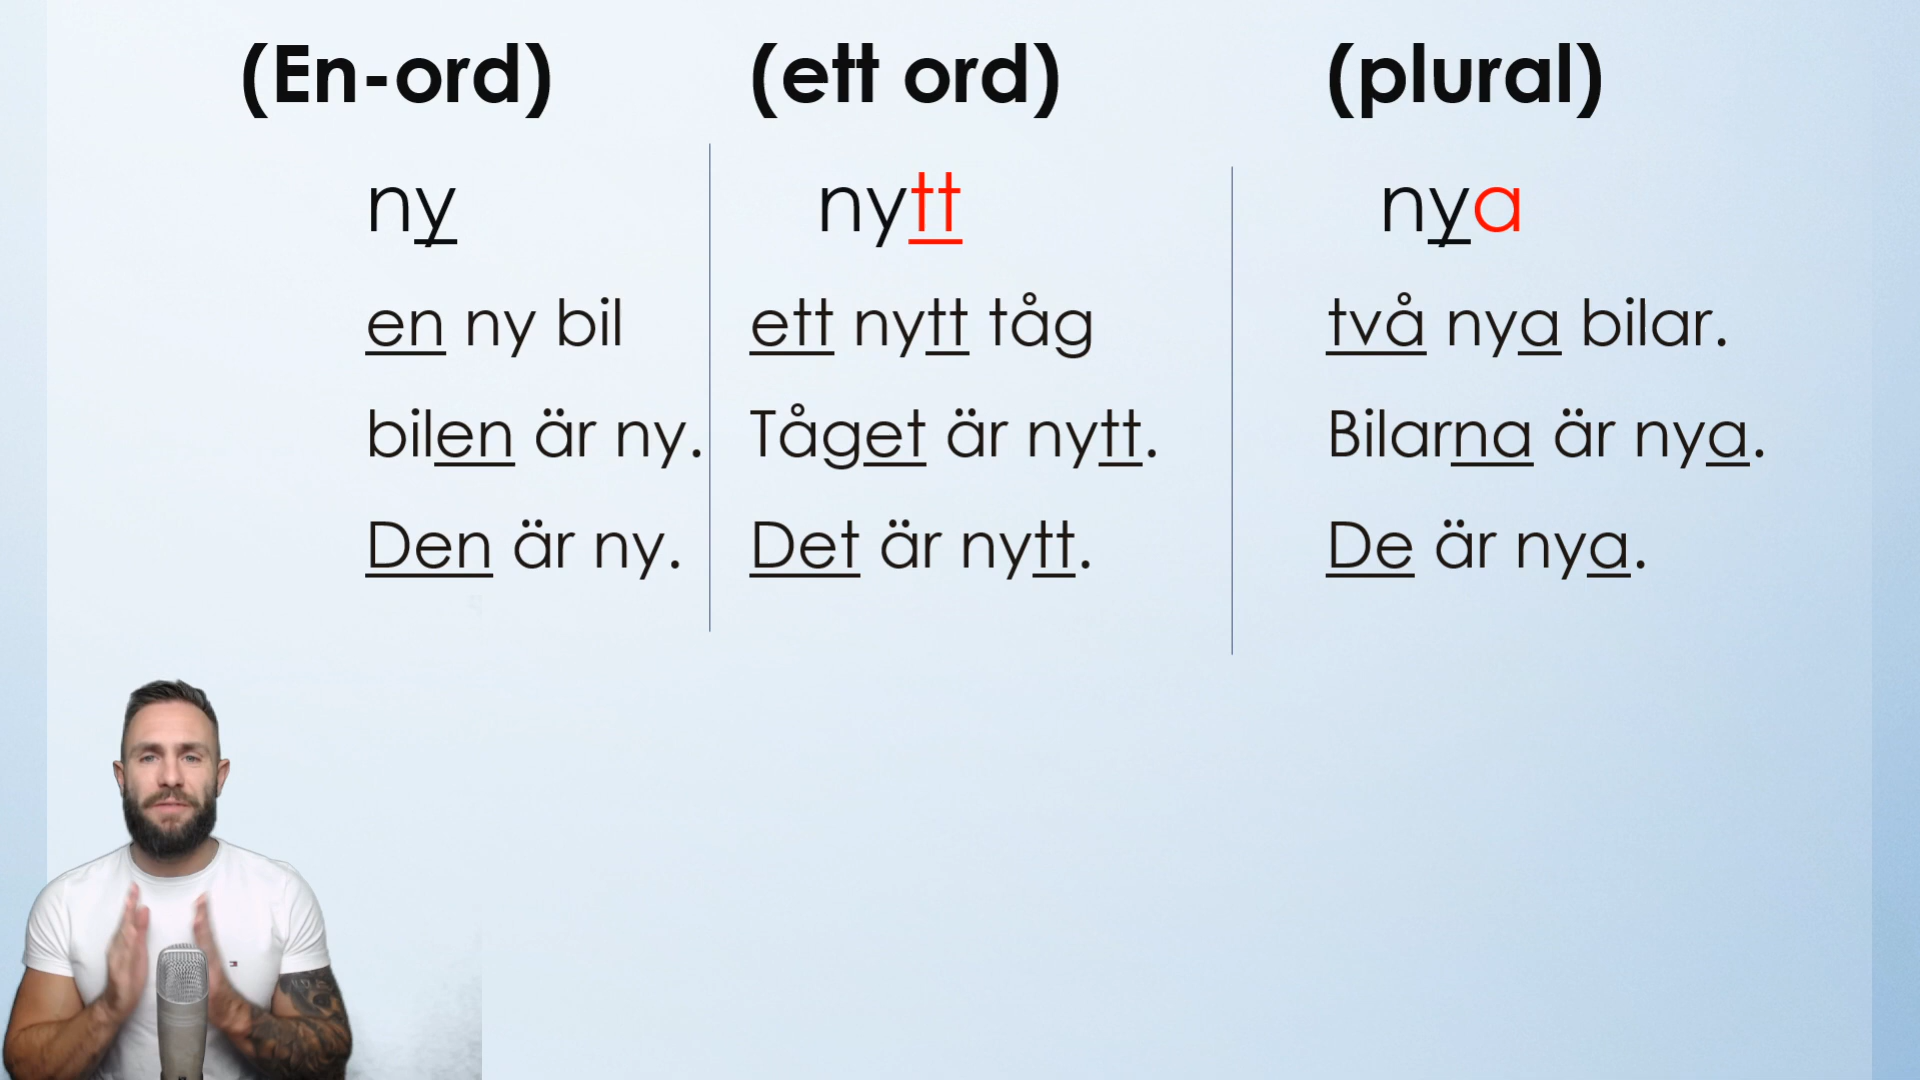 (En-ord)
ny
en ny bil
bilen är ny.
Den är ny.
(ett ord)
nytt
ett nytt tåg
Tåget är nytt.
Det är nytt.
(plural)
nya
två nya bilar.
Bilarna är nya.
De är nya.